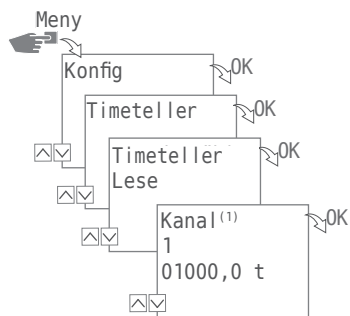 Meny
Konfig
OK
Timeteller
OK
Timeteller
Lese
OK
Kanal(1)
1
01000,0 t
OK